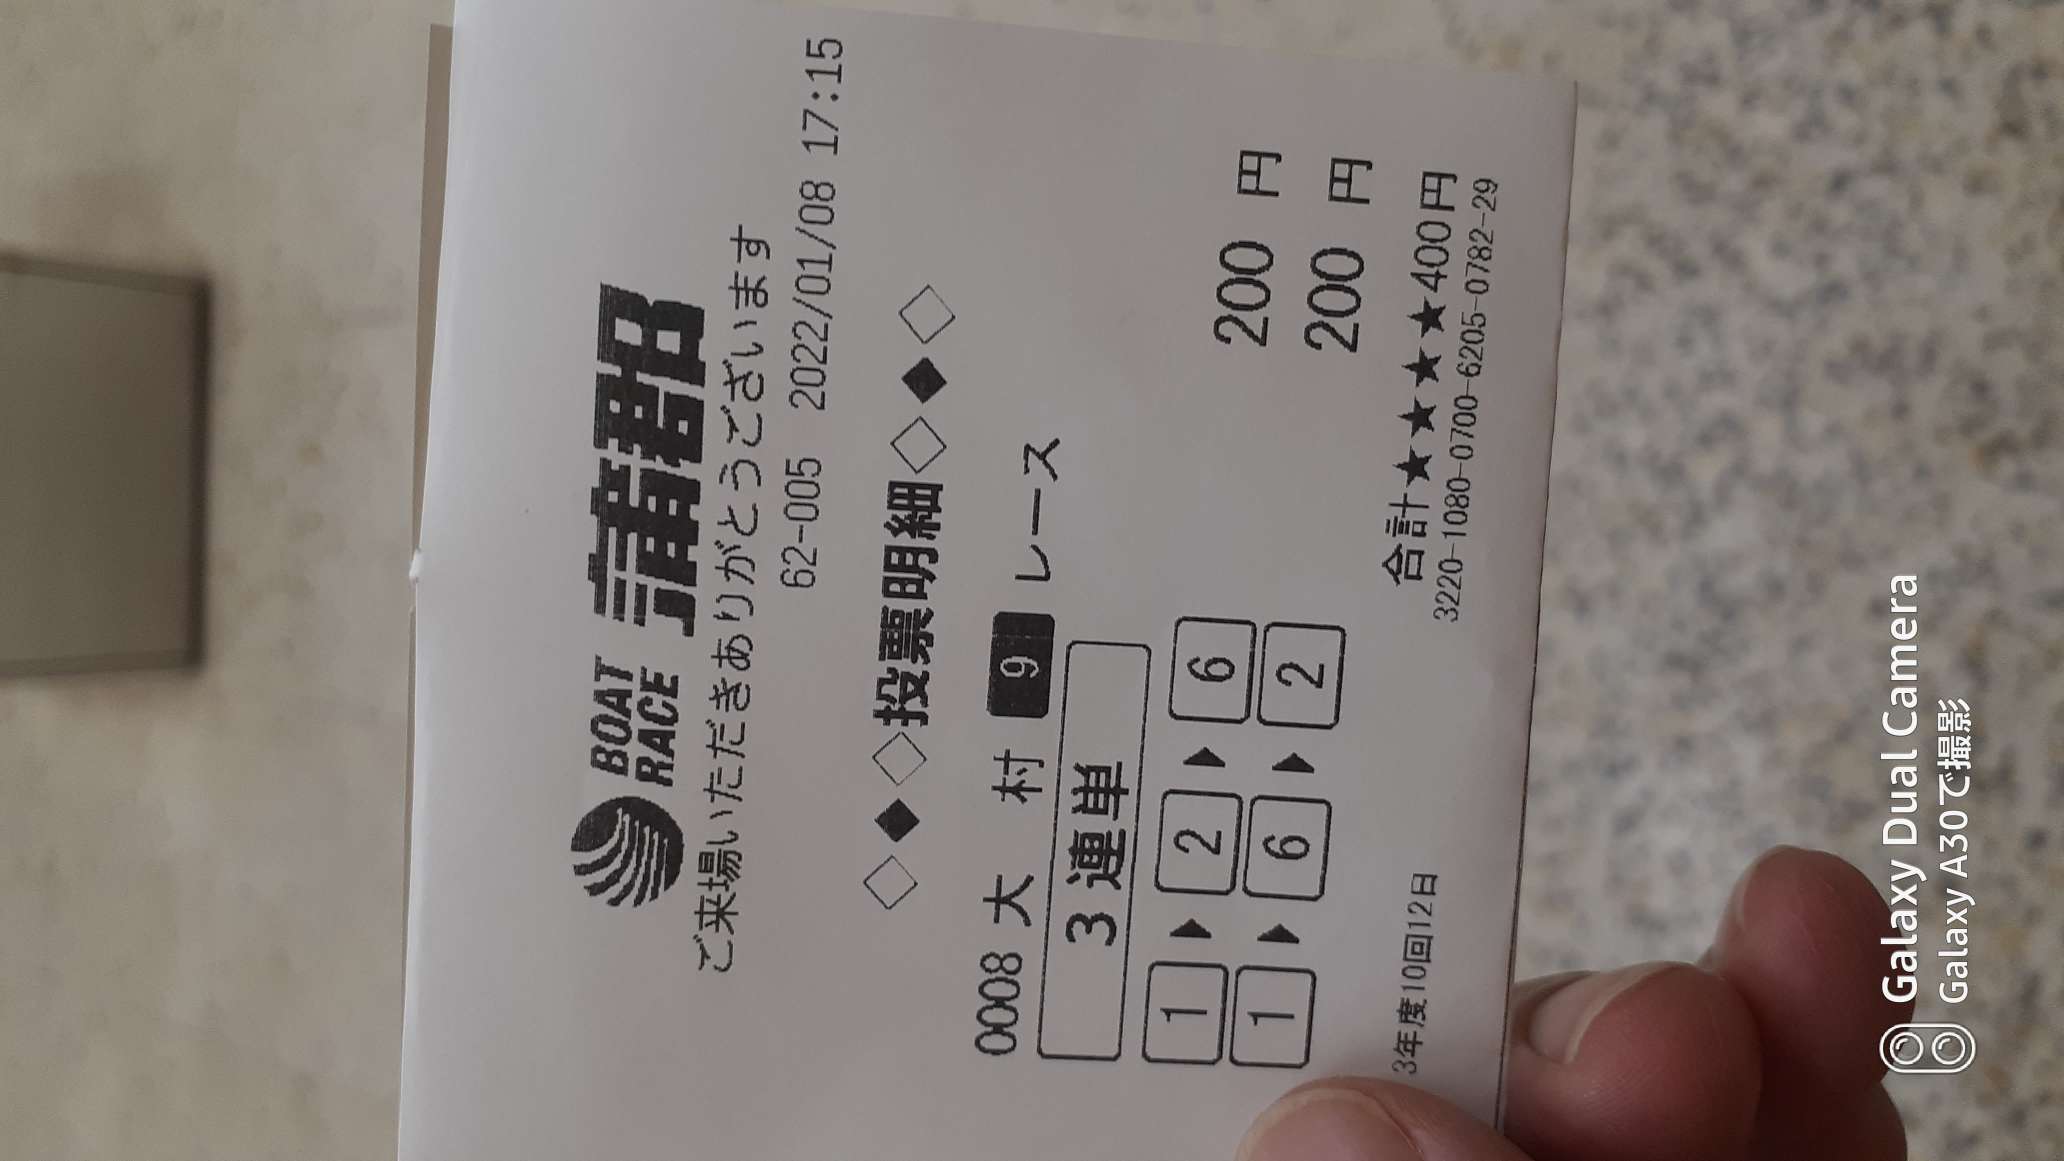 BOAT
RACE 蒲郡
ご来場いただきありがとうございます
62-005 2022/01/08 17:15
◇◆◇投票明細◇◆◇
0008 大 村 9 レース
3連単
1▶2▶6 200 円
1▶6▶2 200 円
3年度10回12日 合計★★★★400円
3220-1080-0700-6205-0782-29
Galaxy Dual Camera
Galaxy A30で撮影